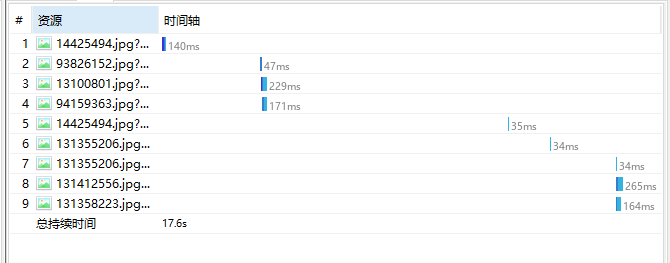 # 资源 时间轴
1 14425494.jpg?... 140ms
2 93826152.jpg?... 47ms
3 13100801.jpg?... 229ms
4 94159363.jpg?... 171ms
5 14425494.jpg?... 35ms
6 131355206.jpg... 34ms
7 131355206.jpg... 34ms
8 131412556.jpg... 265ms
9 131358223.jpg... 164ms
总持续时间 17.6s